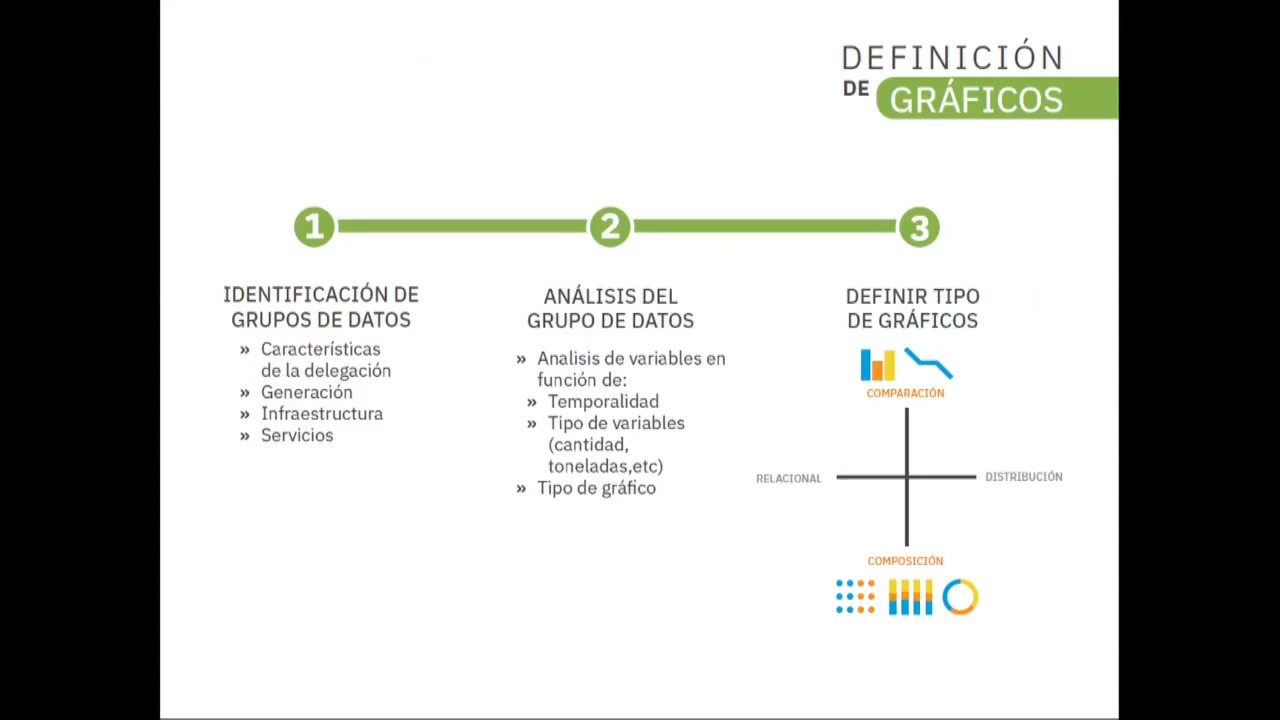 DEFINICIÓN
DE GRÁFICOS
1
2
3
IDENTIFICACIÓN DE
GRUPOS DE DATOS
» Características
de la delegación
» Generación
» Infraestructura
» Servicios
ANÁLISIS DEL
GRUPO DE DATOS
» Analisis de variables en
función de:
» Temporalidad
» Tipo de variables
(cantidad,
toneladas,etc)
» Tipo de gráfico
DEFINIR TIPO
DE GRÁFICOS
COMPARACIÓN
RELACIONAL
DISTRIBUCIÓN
COMPOSICIÓN